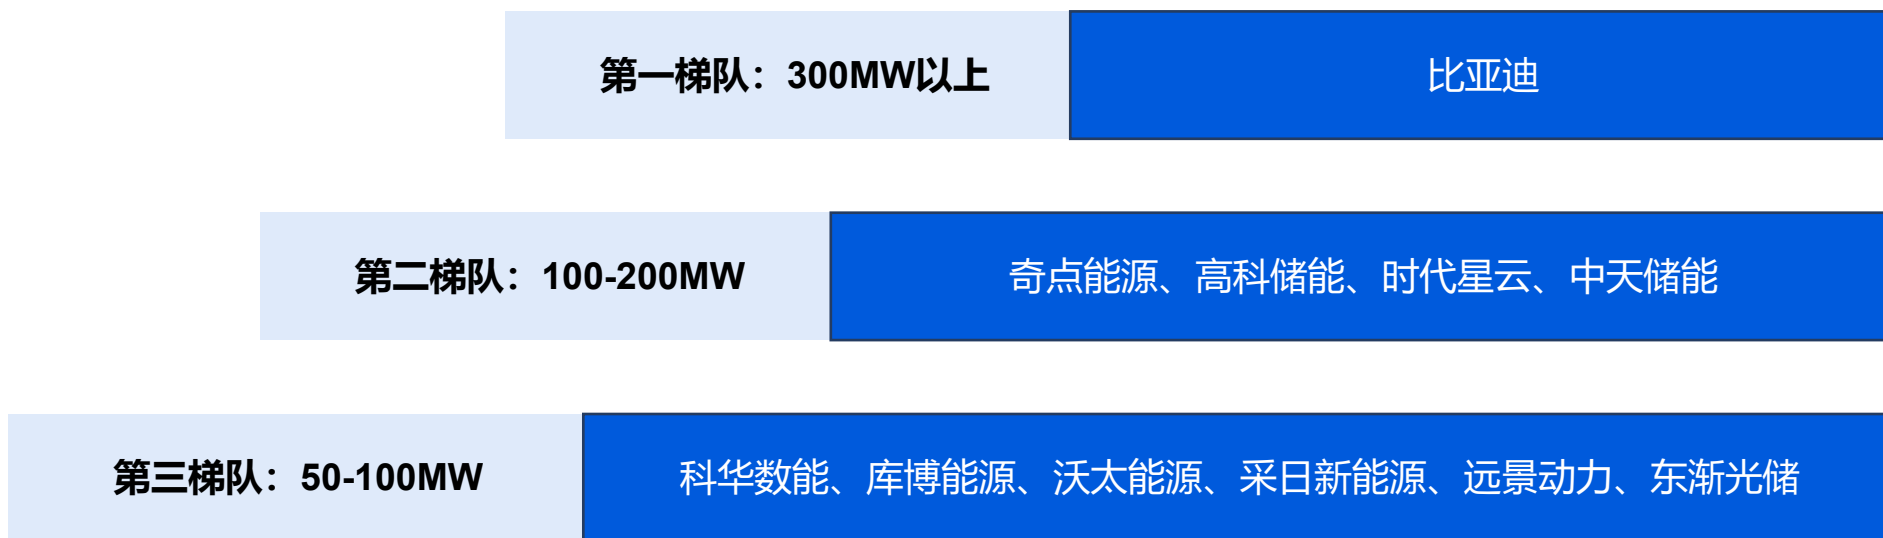 第一梯队：300MW以上
比亚迪
第二梯队：100-200MW
奇点能源、高科储能、时代星云、中天储能
第三梯队：50-100MW
科华数能、库博能源、沃太能源、采日新能源、远景动力、东渐光储